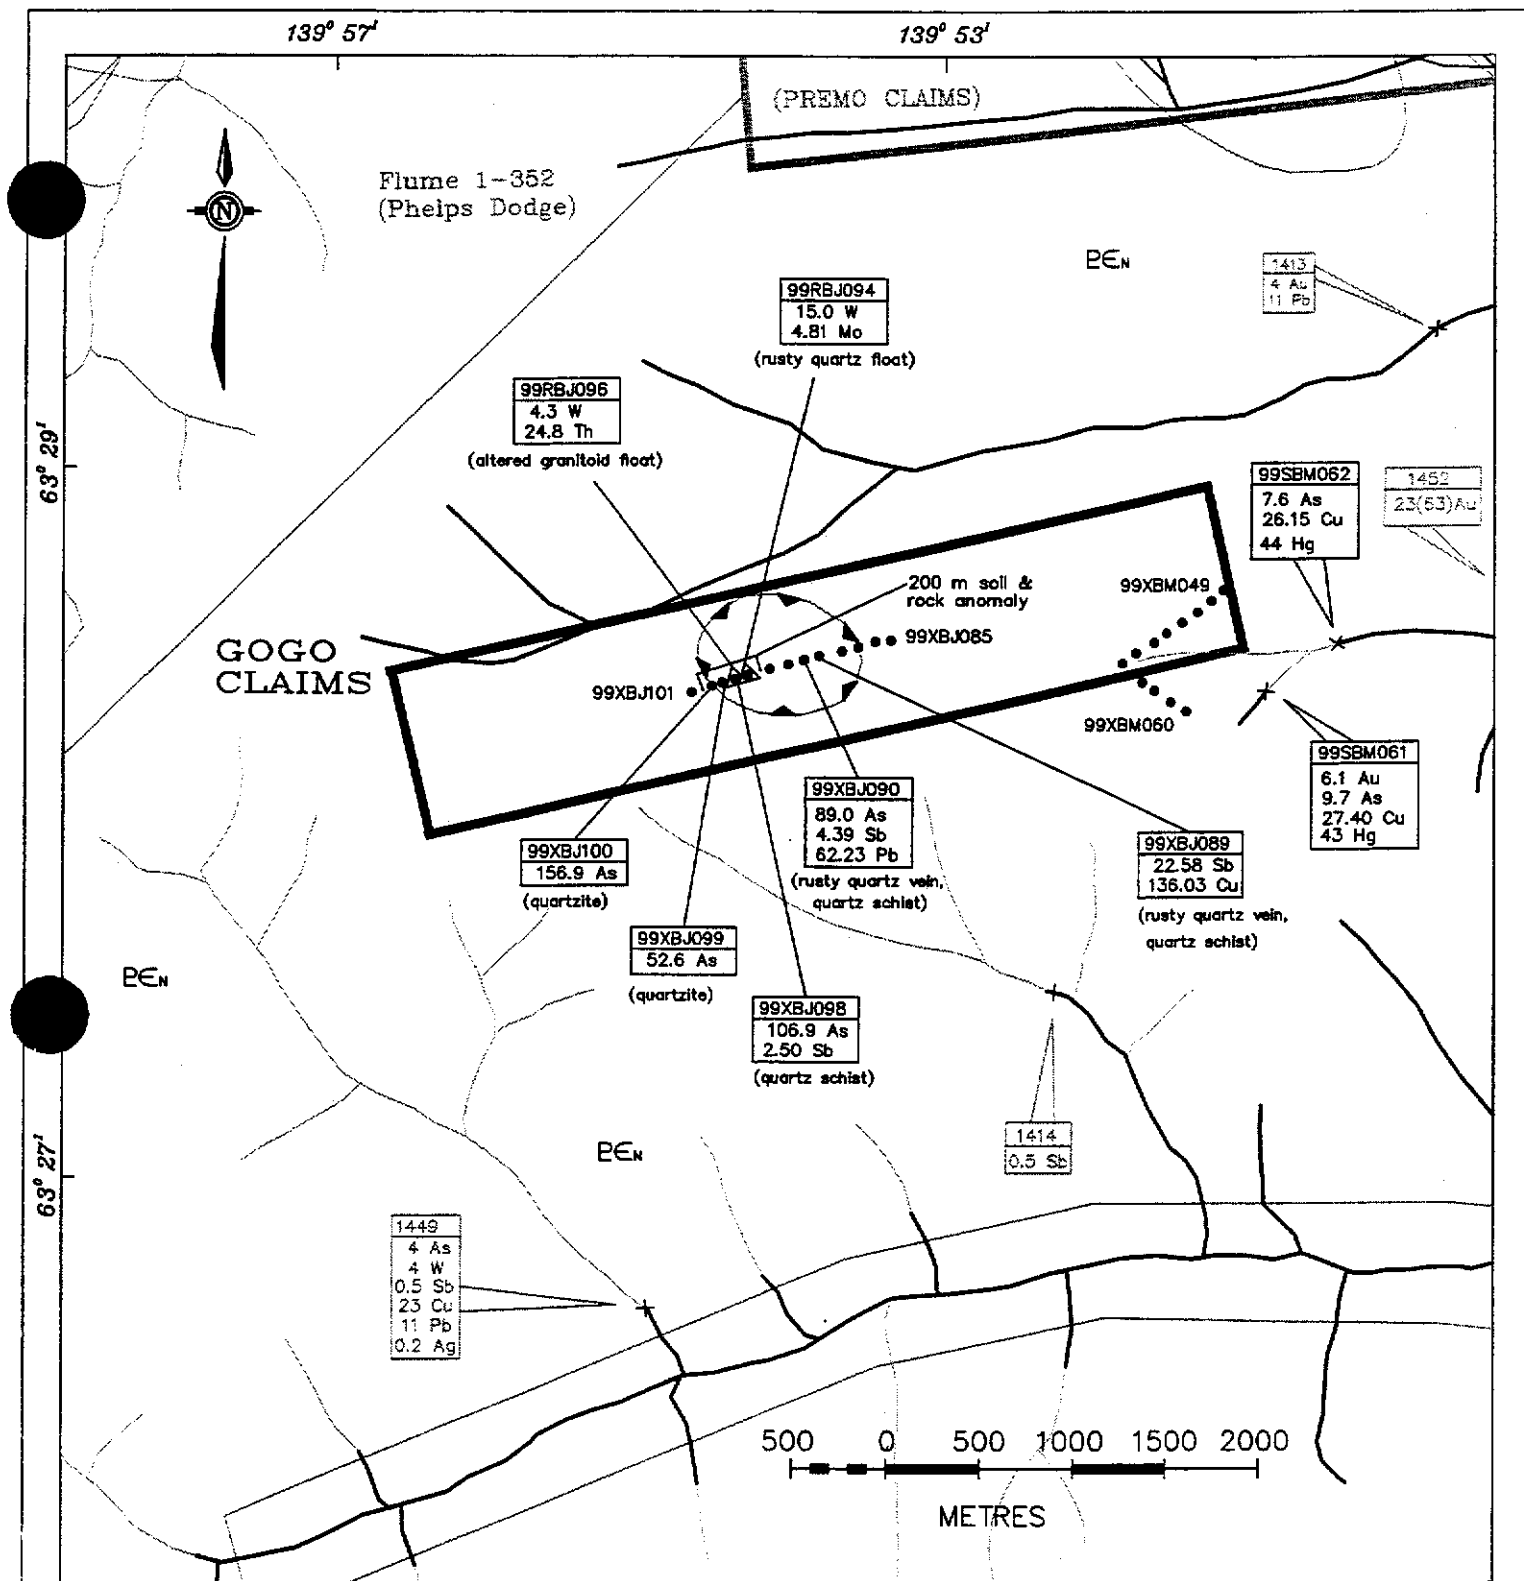 139° 57'
139° 53'
(PREMO CLAIMS)
Flume 1-352
(Phelps Dodge)
N
PЄN
1413
4 Au
11 Pb
99RBJ094
15.0 W
4.81 Mo
(rusty quartz float)
99RBJ096
4.3 W
24.8 Th
(altered granitoid float)
63° 29'
99SBM062
7.6 As
26.15 Cu
44 Hg
1452
23(53)Au
200 m soil &
rock anomaly
99XBM049
99XBJ085
GOGO
CLAIMS
99XBJ101
99XBM060
99SBM061
6.1 Au
9.7 As
27.40 Cu
43 Hg
99XBJ090
89.0 As
4.39 Sb
62.23 Pb
(rusty quartz vein,
quartz schist)
99XBJ089
22.58 Sb
136.03 Cu
(rusty quartz vein,
quartz schist)
99XBJ100
156.9 As
(quartzite)
99XBJ099
52.6 As
(quartzite)
PЄN
99XBJ098
106.9 As
2.50 Sb
(quartz schist)
1414
0.5 Sb
63° 27'
PЄN
1449
4 As
4 W
0.5 Sb
23 Cu
11 Pb
0.2 Ag
500 0 500 1000 1500 2000
METRES